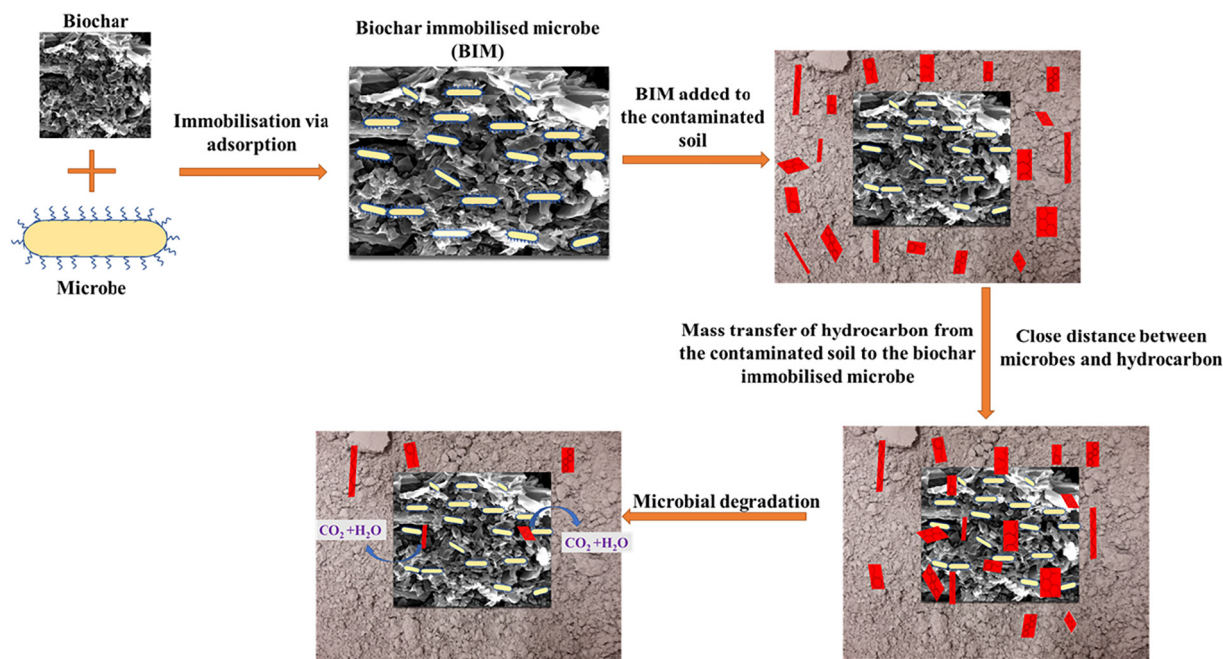 Biochar
Microbe
Immobilisation via
adsorption
Biochar immobilised microbe
(BIM)
BIM added to
the contaminated
soil
Mass transfer of hydrocarbon from
the contaminated soil to the biochar
immobilised microbe
Close distance between
microbes and hydrocarbon
Microbial degradation
CO₂ +H₂O
CO₂ +H₂O